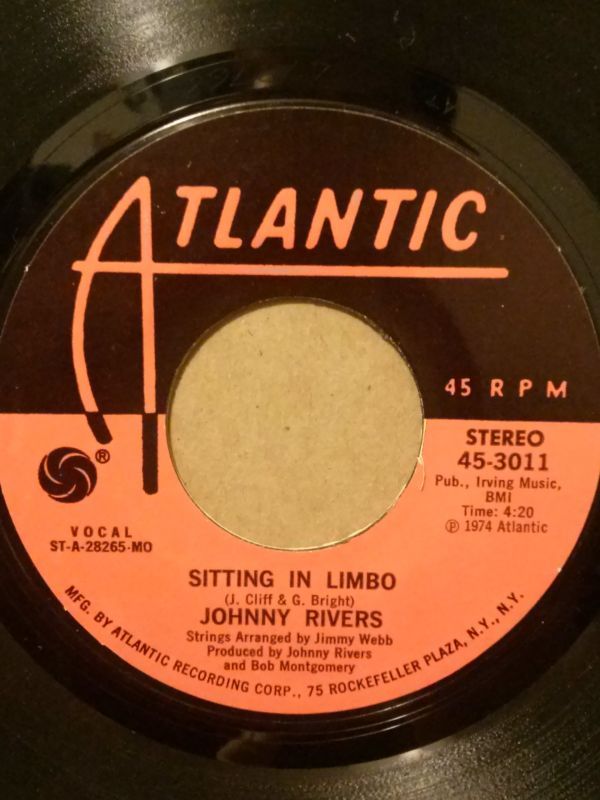 ATLANTIC
45 RPM
STEREO
45-3011
Pub., Irving Music,
BMI
Time: 4:20
℗ 1974 Atlantic
®
VOCAL
ST-A-28265-MO
SITTING IN LIMBO
(J. Cliff & G. Bright)
JOHNNY RIVERS
Strings Arranged by Jimmy Webb
Produced by Johnny Rivers
and Bob Montgomery
MFG. BY ATLANTIC RECORDING CORP., 75 ROCKEFELLER PLAZA, N.Y., N.Y.